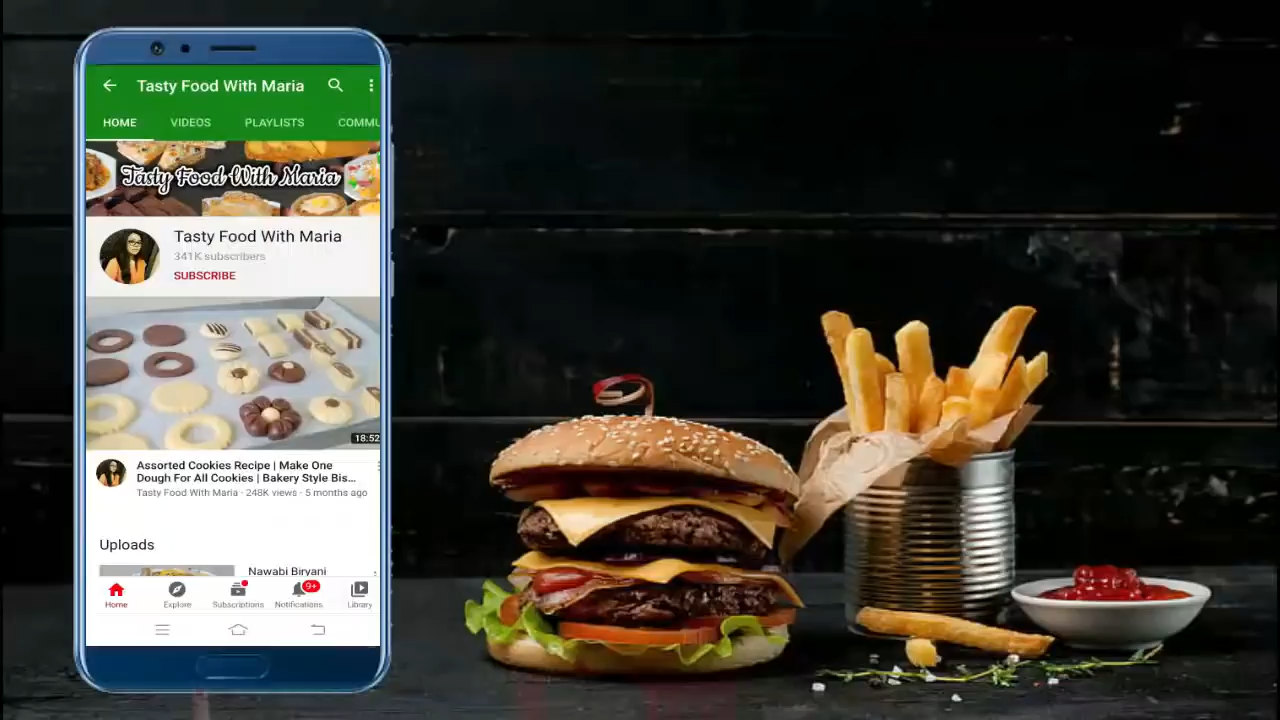 Tasty Food With Maria
HOME VIDEOS PLAYLISTS COMMU
Tasty Food With Maria
Tasty Food With Maria
341K subscribers
SUBSCRIBE
18:52
Assorted Cookies Recipe | Make One
Dough For All Cookies | Bakery Style Bis...
Tasty Food With Maria · 248K views · 5 months ago
Uploads
Nawabi Biryani
9+
Home Explore Subscriptions Notifications Library